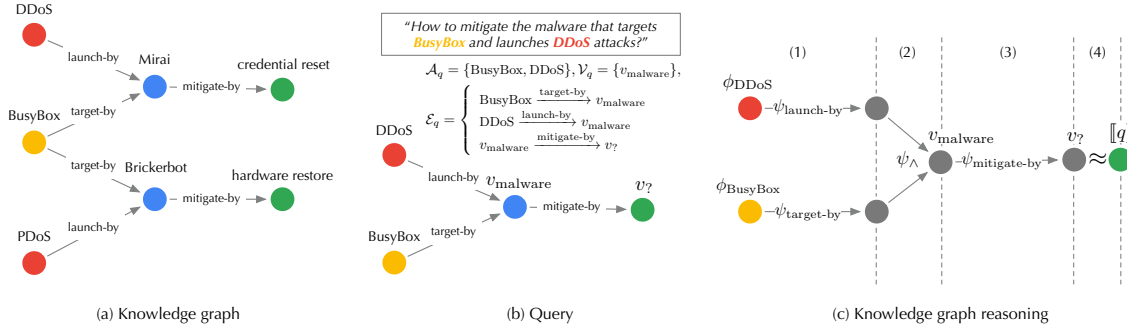 DDoS
launch-by
Mirai
credential reset
target-by
mitigate-by
BusyBox
target-by
Brickerbot
hardware restore
launch-by
mitigate-by
PDoS
(a) Knowledge graph
“How to mitigate the malware that targets
BusyBox and launches DDoS attacks?”
𝒜_q = {BusyBox, DDoS}, 𝒱_q = {v_malware},
ℰ_q = {
BusyBox target-by→ v_malware
DDoS launch-by→ v_malware
v_malware mitigate-by→ v_?
DDoS
launch-by
v_malware
v_?
mitigate-by
target-by
BusyBox
(b) Query
(1) (2) (3) (4)
ϕ_DDoS
ψ_launch-by
v_malware
v_? ≈ ⟦q
ψ_∧
ψ_mitigate-by
ϕ_BusyBox
ψ_target-by
(c) Knowledge graph reasoning